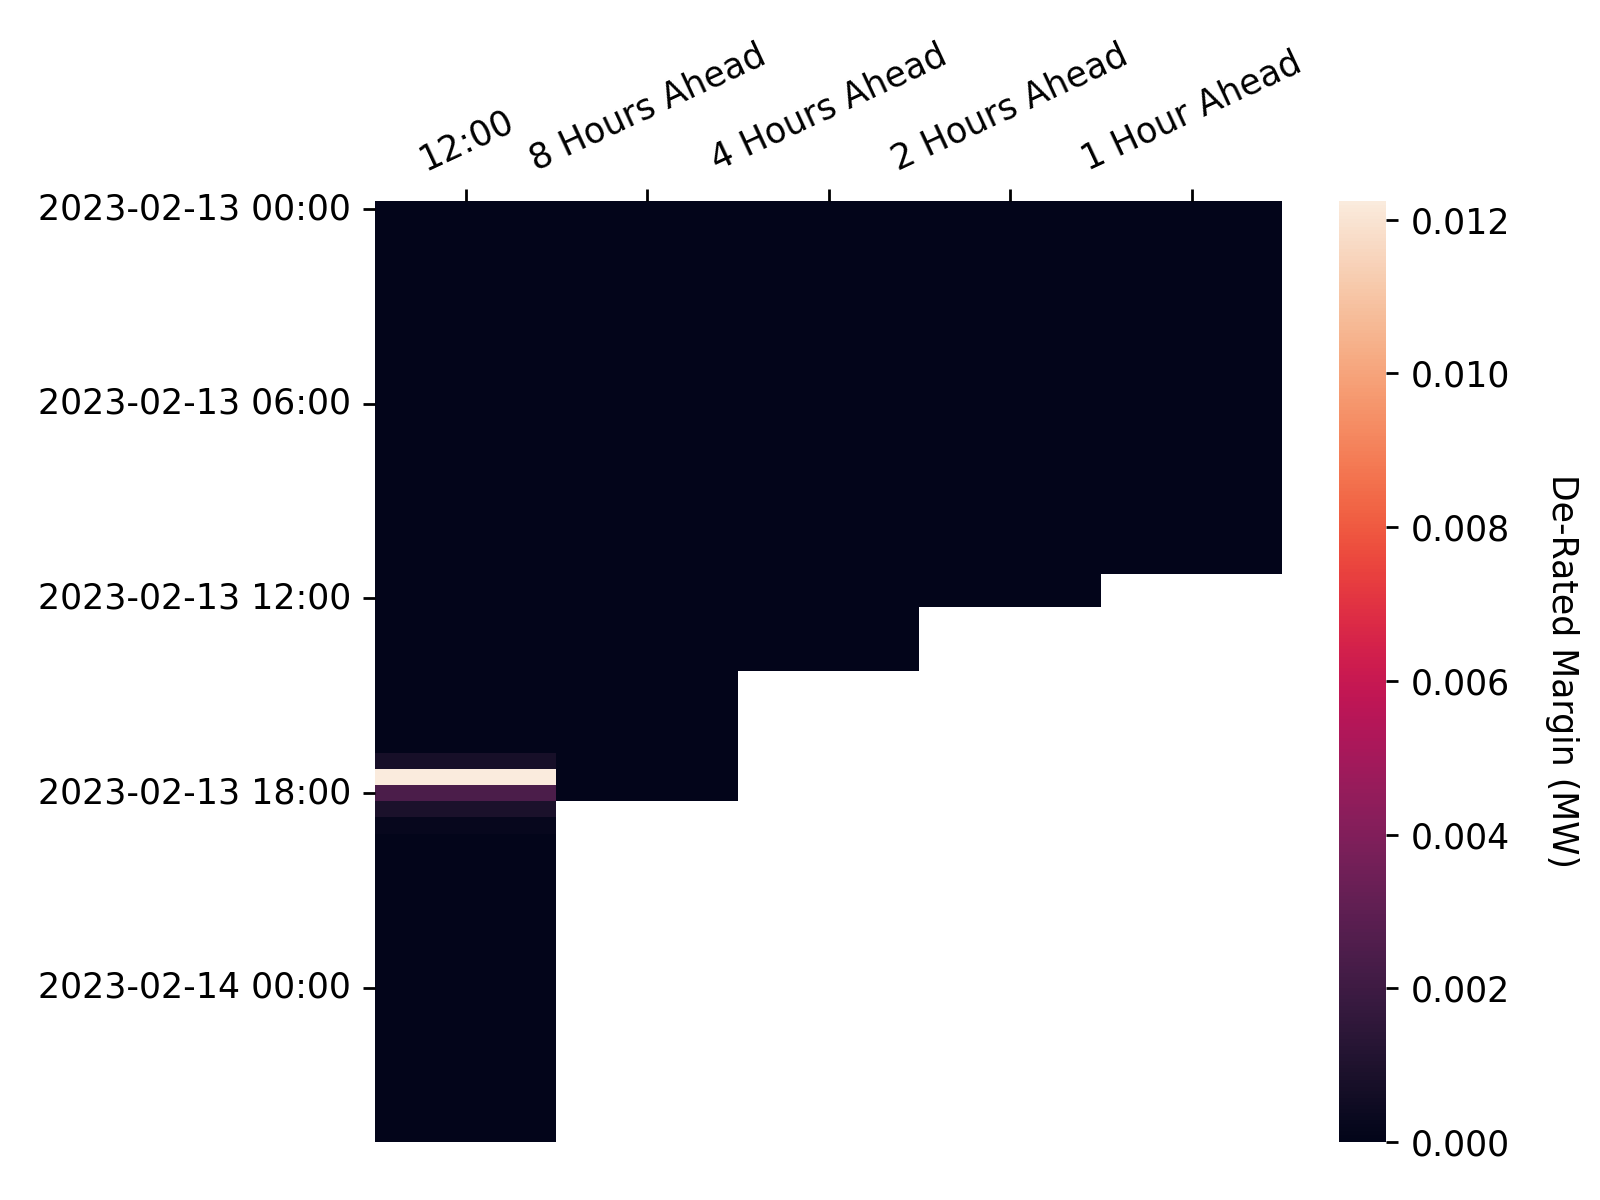 12:00
8 Hours Ahead
4 Hours Ahead
2 Hours Ahead
1 Hour Ahead
2023-02-13 00:00
2023-02-13 06:00
2023-02-13 12:00
2023-02-13 18:00
2023-02-14 00:00
0.012
0.010
0.008
0.006
0.004
0.002
0.000
De-Rated Margin (MW)